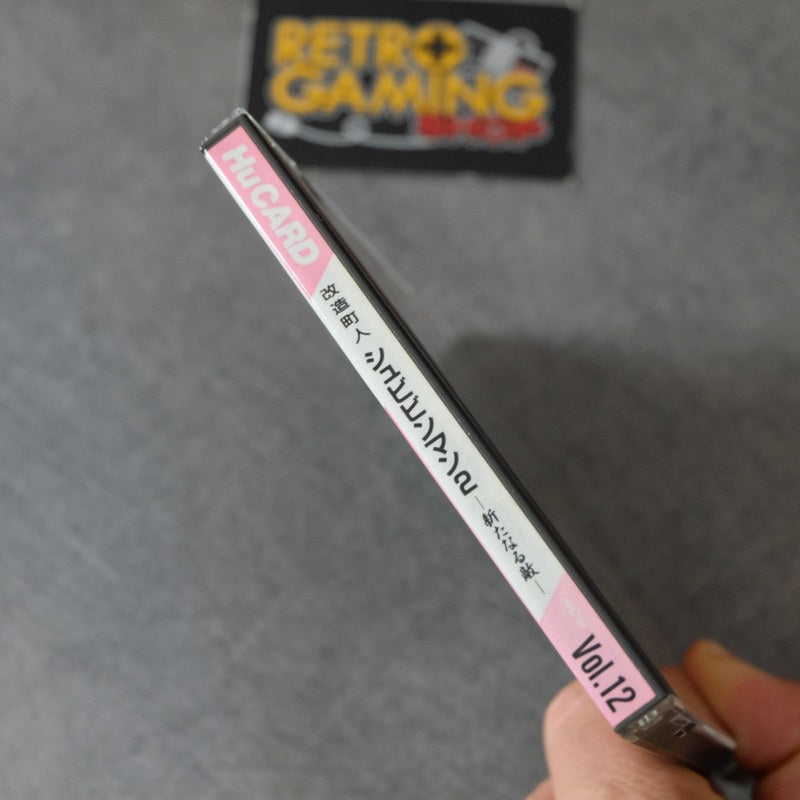 RETRO
GAMING
SHOP
HuCARD
改造町人
シュビビンマン2
—新たなる敵—
Vol.12